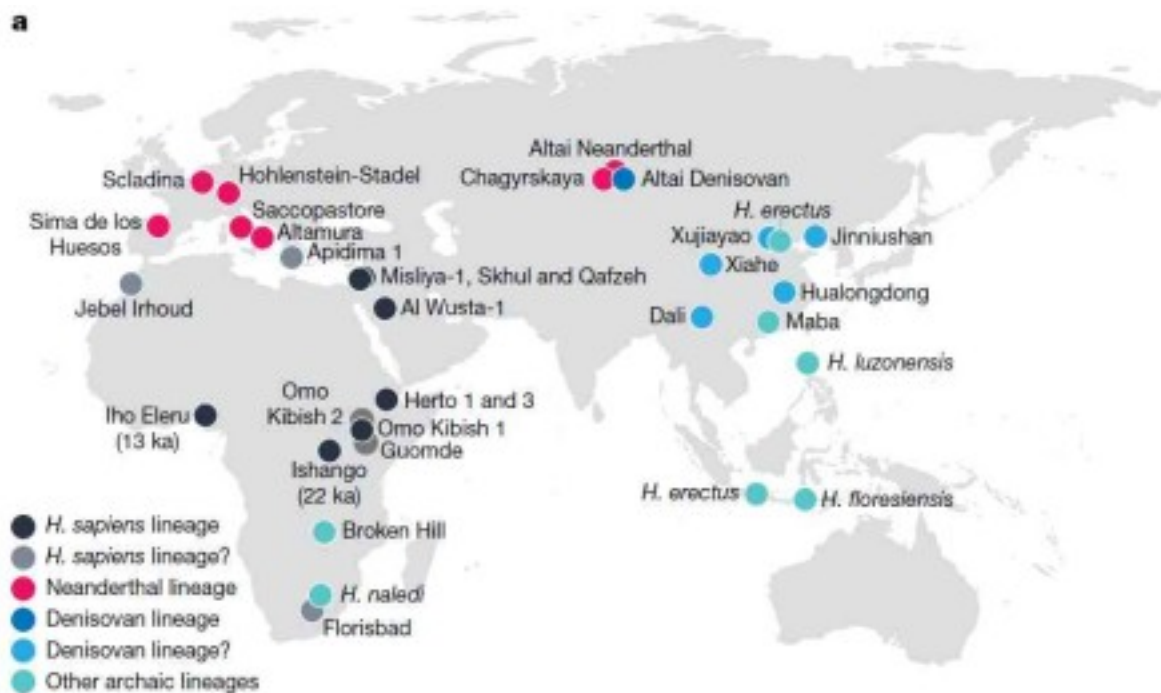 a
Altai Neanderthal
Scladina
Hohlenstein-Stadel
Chagyrskaya
Altai Denisovan
Sima de los
Huesos
Saccopastore
Altamura
Apidima 1
H. erectus
Xujiayao
Jinniushan
Xiahe
Misliya-1, Skhul and Qafzeh
Jebel Irhoud
Al Wusta-1
Hualongdong
Dali
Maba
H. luzonensis
Iho Eleru
(13 ka)
Omo
Kibish 2
Herto 1 and 3
Omo Kibish 1
Guomde
Ishango
(22 ka)
H. erectus
H. floresiensis
Broken Hill
H. naledi
Florisbad
H. sapiens lineage
H. sapiens lineage?
Neanderthal lineage
Denisovan lineage
Denisovan lineage?
Other archaic lineages